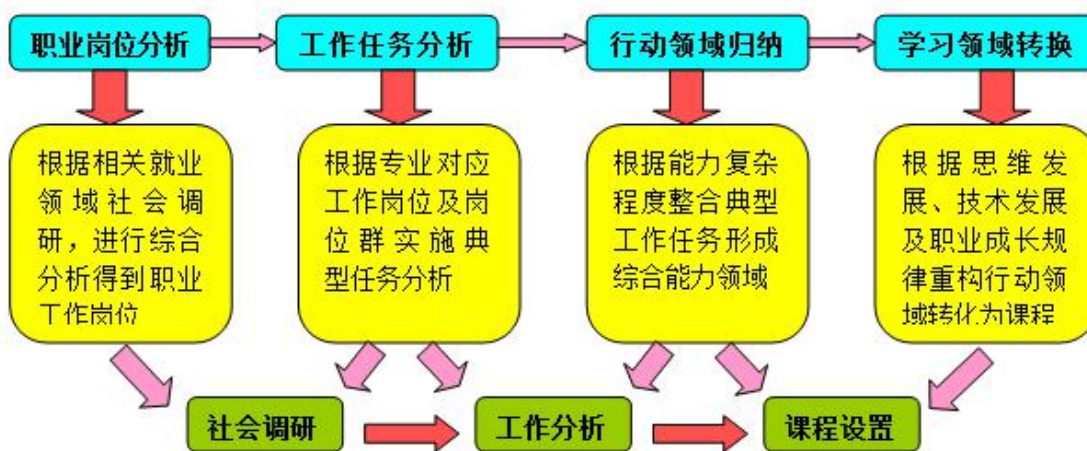 职业岗位分析
工作任务分析
行动领域归纳
学习领域转换
根据相关就业
领域社会调
研，进行综合
分析得到职业
工作岗位
根据专业对应
工作岗位及岗
位群实施典
型任务分析
根据能力复杂
程度整合典型
工作任务形成
综合能力领域
根据思维发
展、技术发展
及职业成长规
律重构行动领
域转化为课程
社会调研
工作分析
课程设置